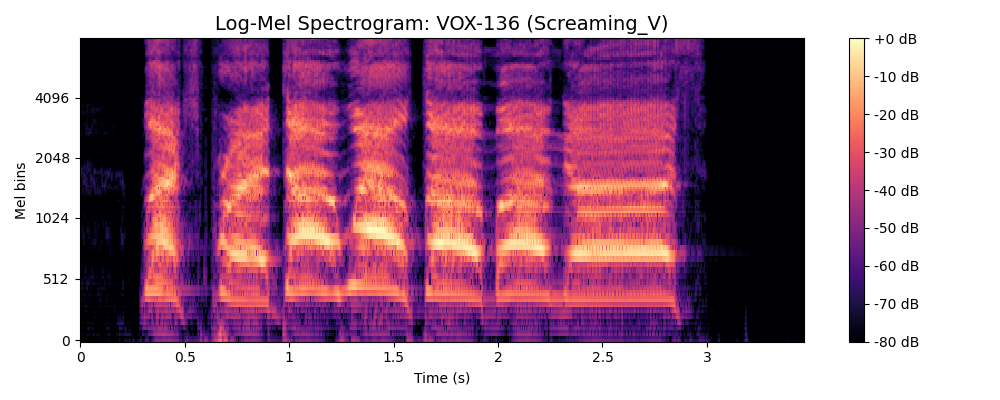 Log-Mel Spectrogram: VOX-136 (Screaming_V)
Mel bins
4096
2048
1024
512
0
0
0.5
1
1.5
2
2.5
3
Time (s)
+0 dB
-10 dB
-20 dB
-30 dB
-40 dB
-50 dB
-60 dB
-70 dB
-80 dB